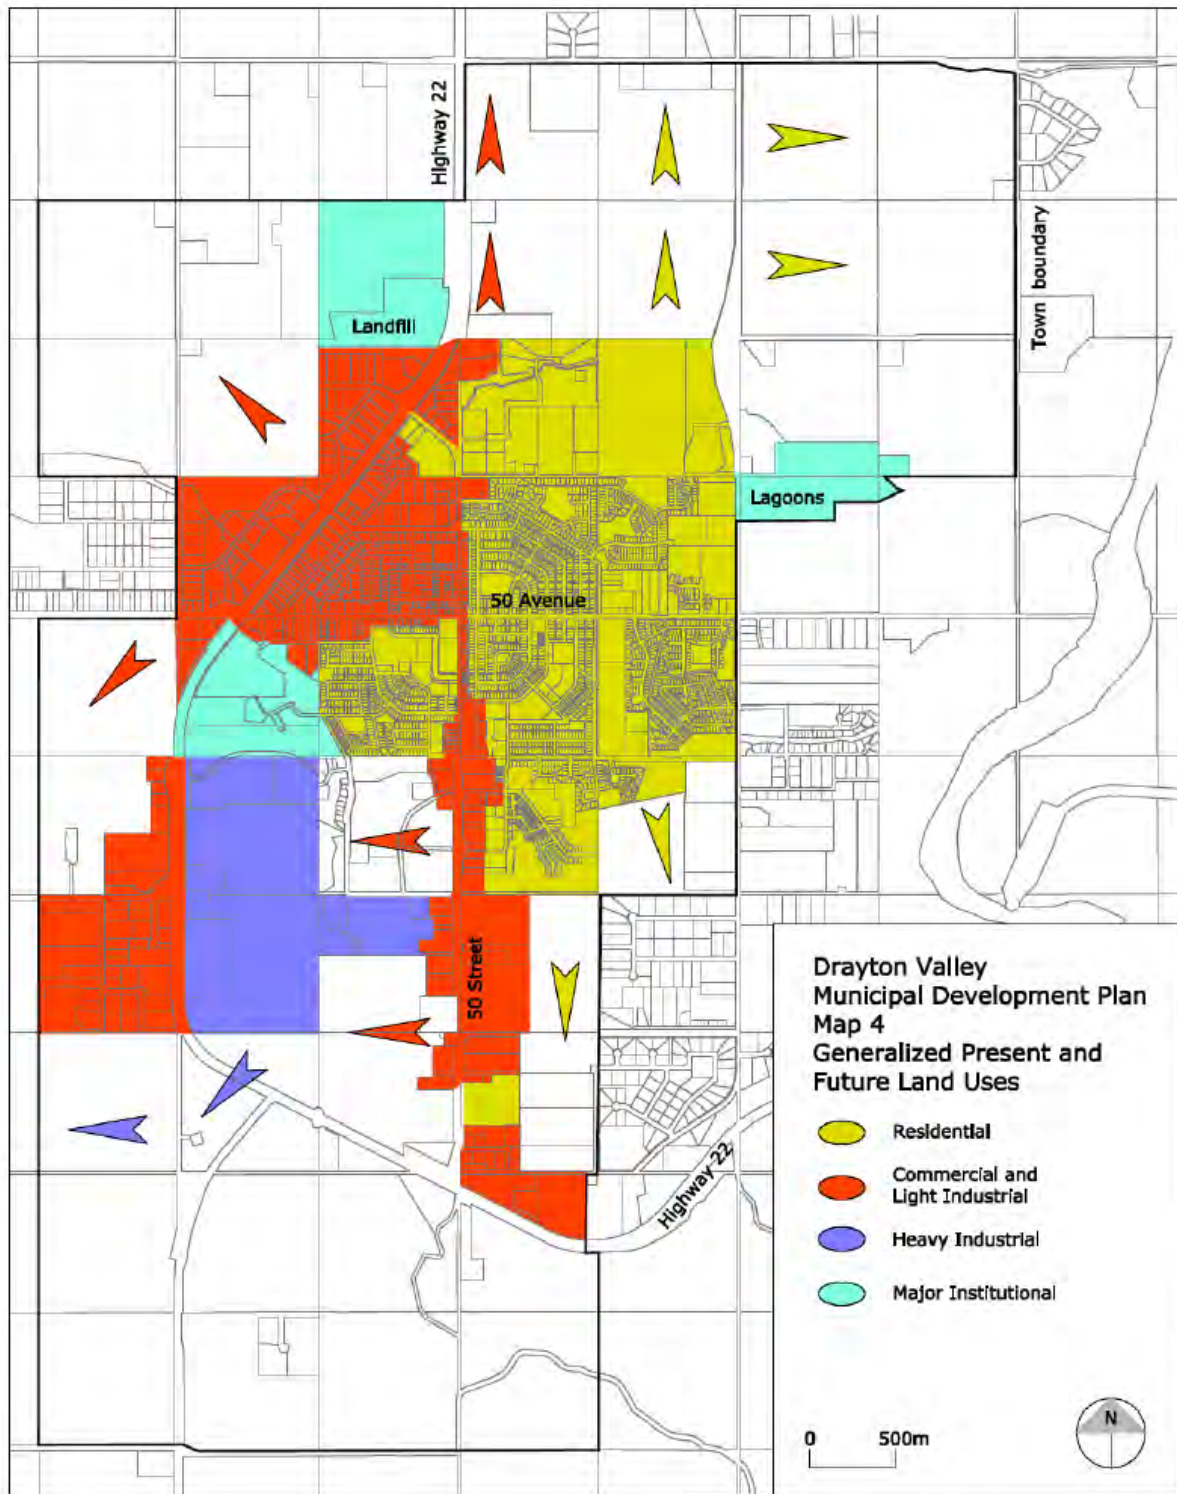 Highway 22
Town boundary
Landfill
Lagoons
50 Avenue
50 Street
Highway 22
Drayton Valley
Municipal Development Plan
Map 4
Generalized Present and
Future Land Uses
Residential
Commercial and
Light Industrial
Heavy Industrial
Major Institutional
N
0 500m